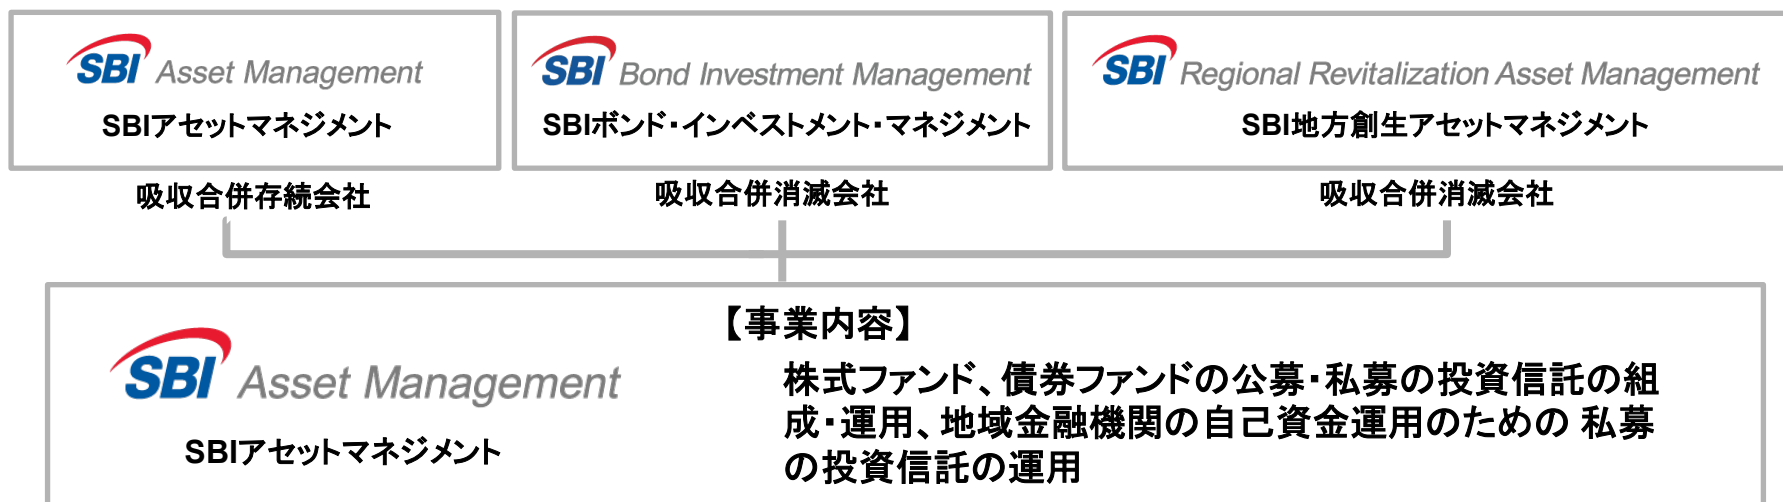 SBI Asset Management
SBIアセットマネジメント
吸収合併存続会社
SBI Bond Investment Management
SBIボンド・インベストメント・マネジメント
吸収合併消滅会社
SBI Regional Revitalization Asset Management
SBI地方創生アセットマネジメント
吸収合併消滅会社
SBI Asset Management
SBIアセットマネジメント
【事業内容】
株式ファンド、債券ファンドの公募・私募の投資信託の組
成・運用、地域金融機関の自己資金運用のための 私募
の投資信託の運用